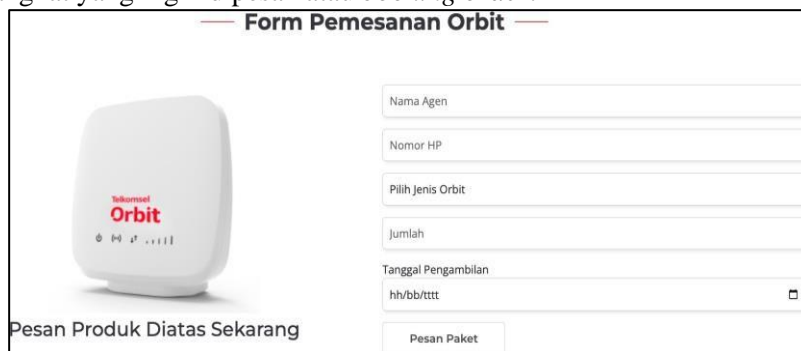 Form Pemesanan Orbit
Telkomsel
Orbit
Pesan Produk Diatas Sekarang
Nama Agen
Nomor HP
Pilih Jenis Orbit
Jumlah
Tanggal Pengambilan
hh/bb/tttt
Pesan Paket